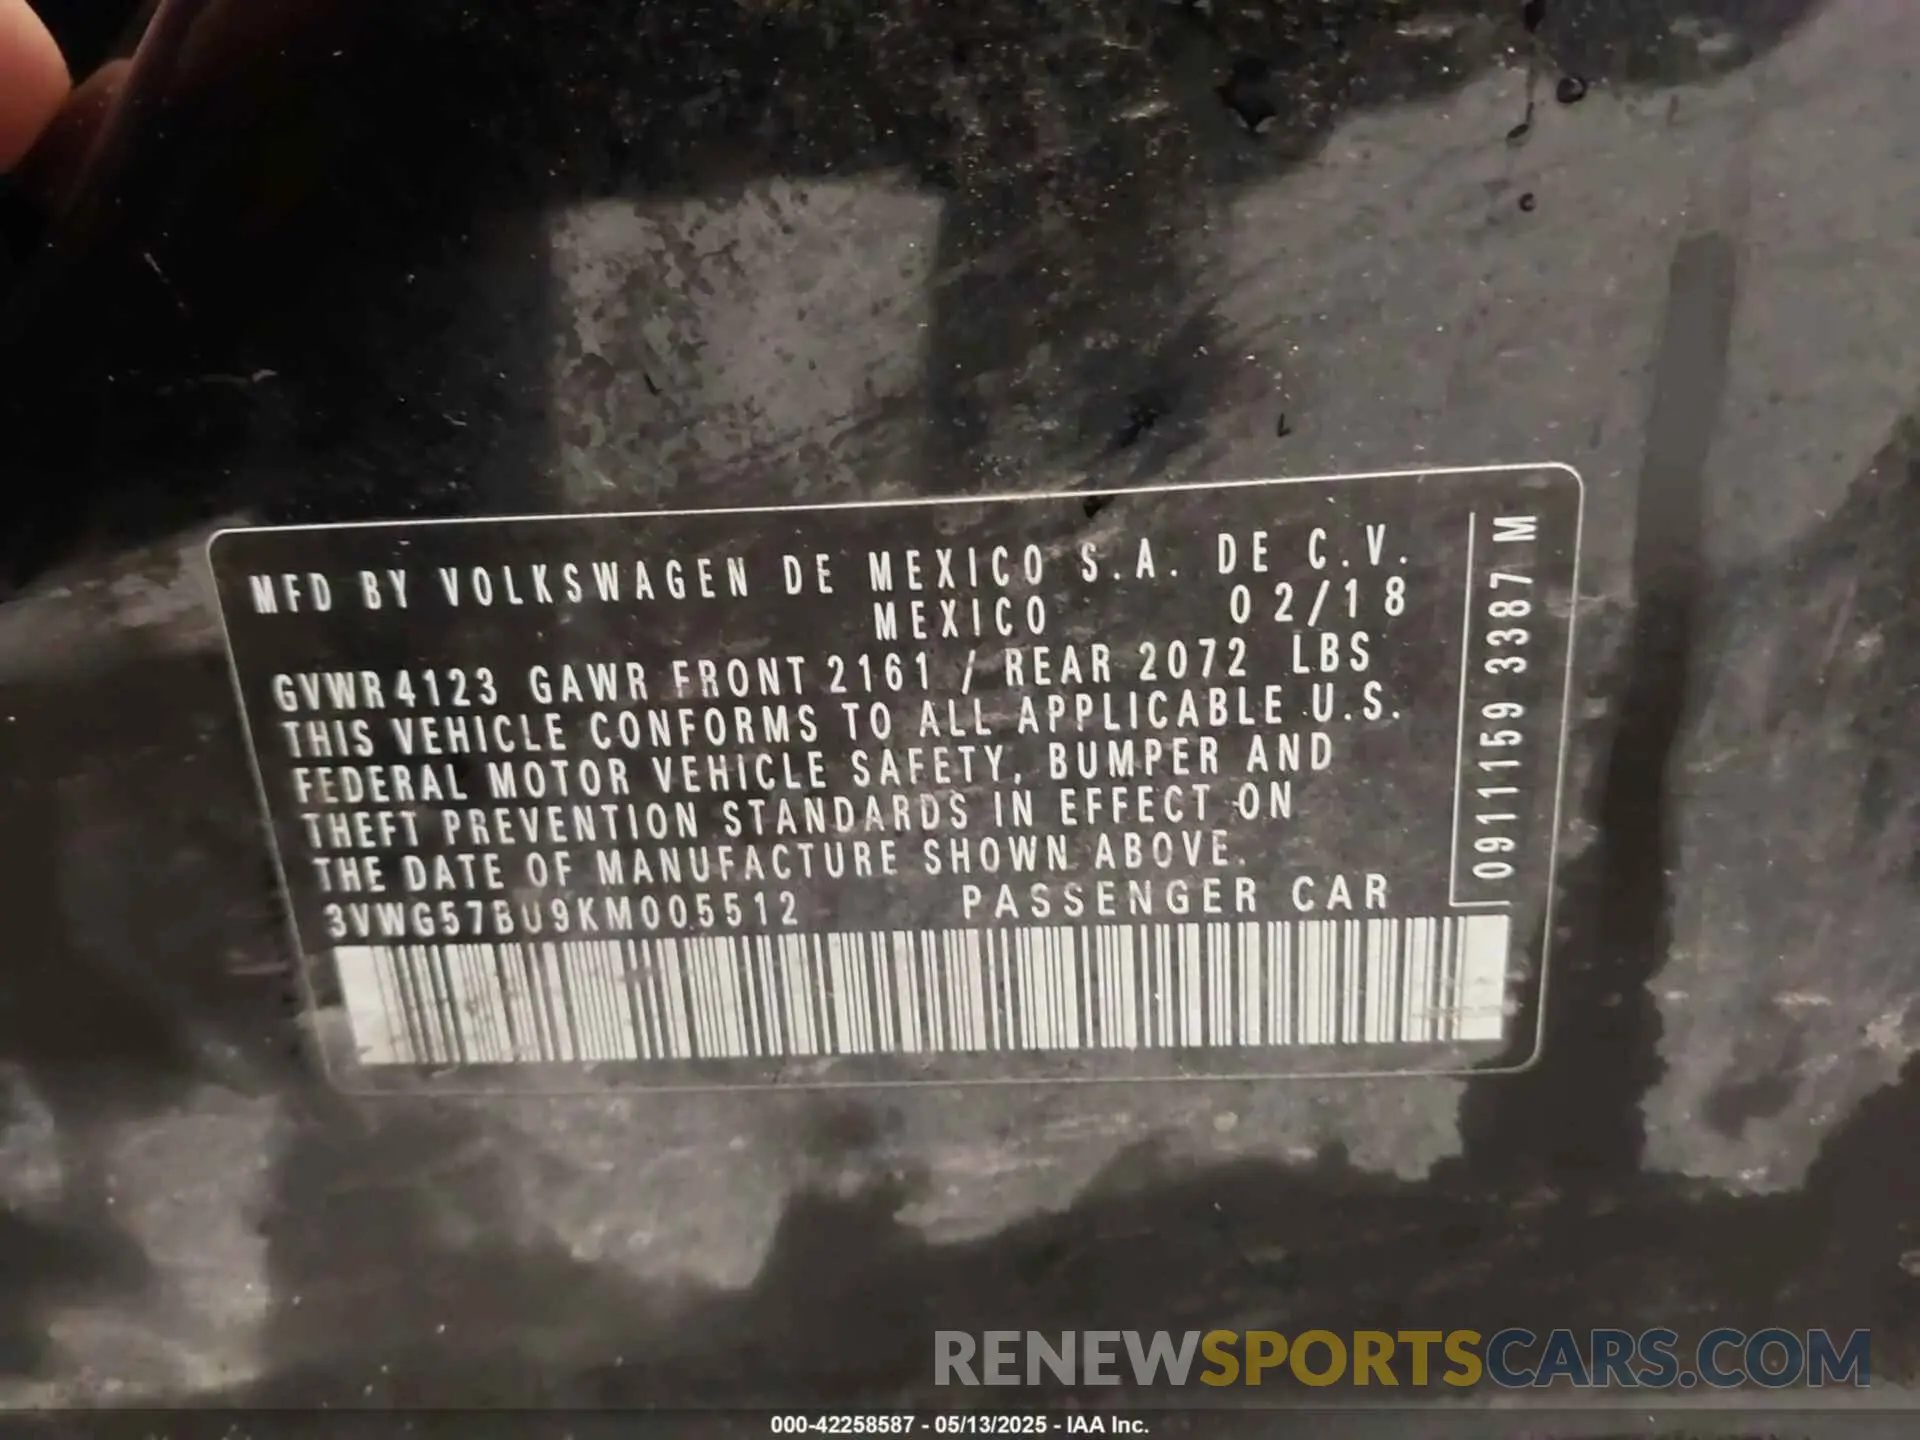 MFD BY VOLKSWAGEN DE MEXICO S.A. DE C.V.
MEXICO 02/18
GVWR 4123 GAWR FRONT 2161 / REAR 2072 LBS
THIS VEHICLE CONFORMS TO ALL APPLICABLE U.S.
FEDERAL MOTOR VEHICLE SAFETY, BUMPER AND
THEFT PREVENTION STANDARDS IN EFFECT ON
THE DATE OF MANUFACTURE SHOWN ABOVE.
3VWG57BU9KM005512 PASSENGER CAR
0911159 3387 M
RENEWSPORTSCARS.COM
000-42258587 - 05/13/2025 - IAA Inc.